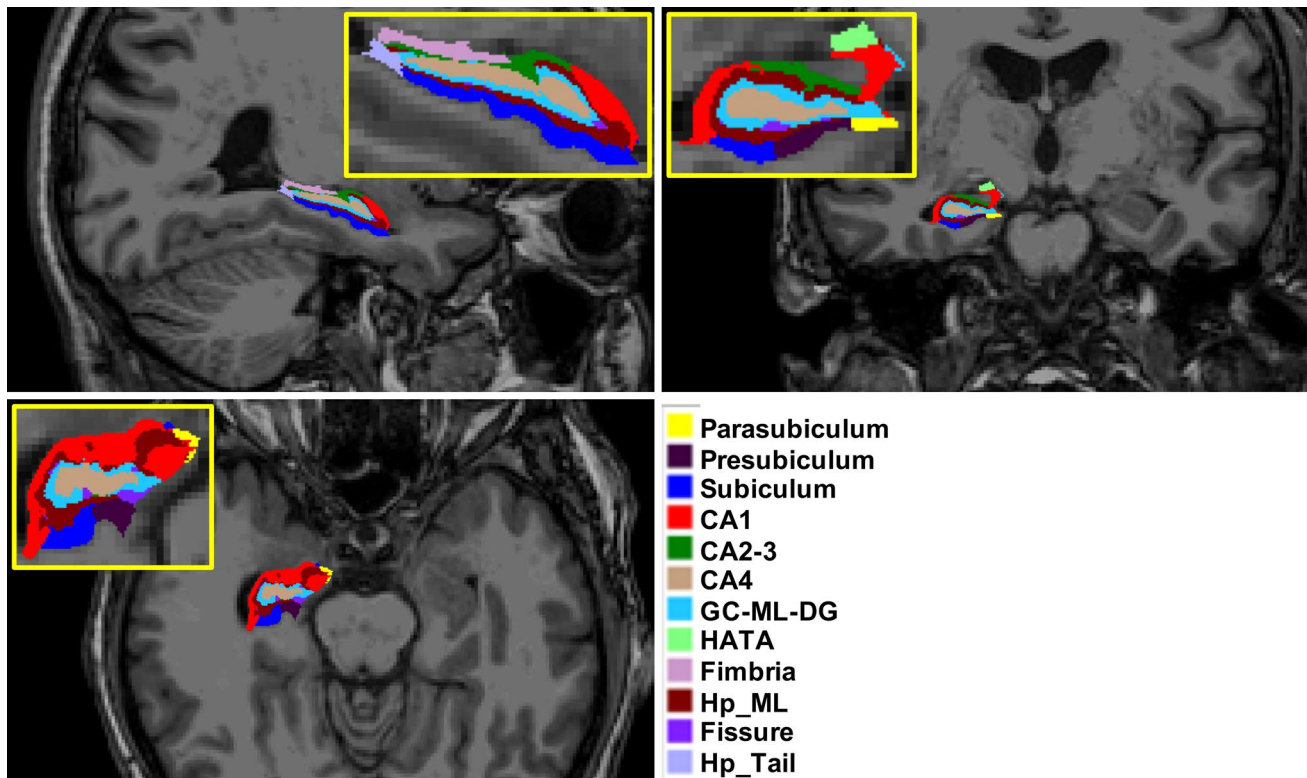 Parasubiculum
Presubiculum
Subiculum
CA1
CA2-3
CA4
GC-ML-DG
HATA
Fimbria
Hp_ML
Fissure
Hp_Tail